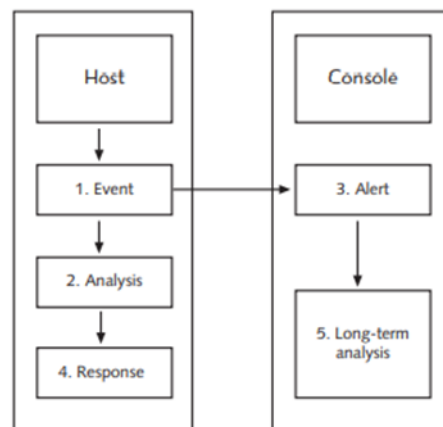 Host
1. Event
2. Analysis
4. Response
Console
3. Alert
5. Long-term
analysis